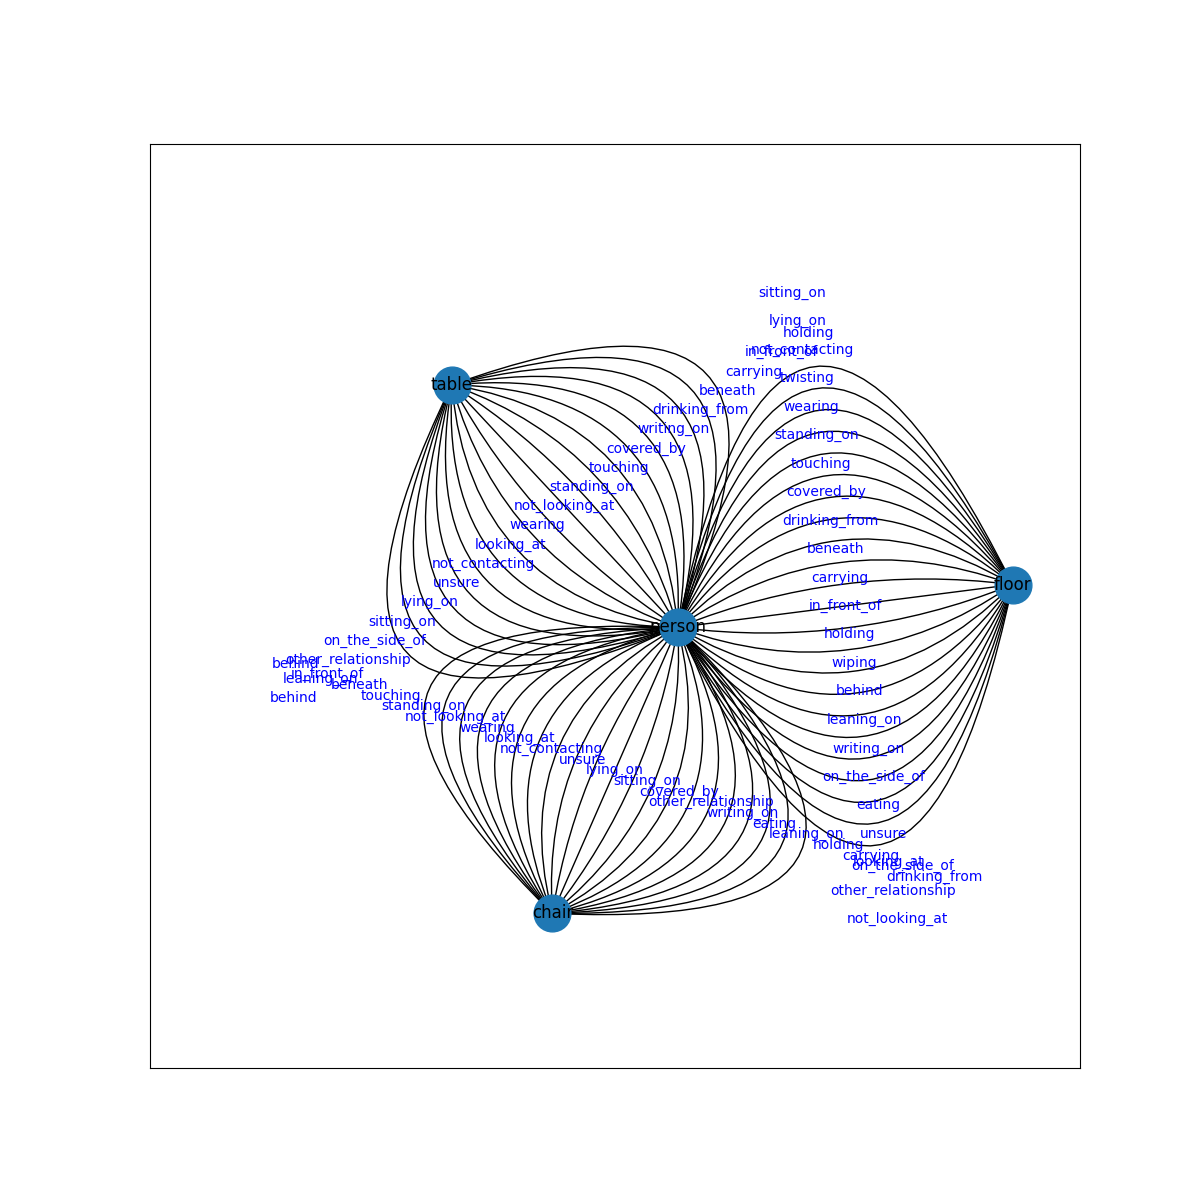 sitting_on
lying_on
holding
not_contacting
in_front_of
carrying
twisting
table
beneath
wearing
drinking_from
writing_on
standing_on
covered_by
touching
touching
standing_on
covered_by
not_looking_at
drinking_from
wearing
looking_at
beneath
not_contacting
carrying
unsure
floor
lying_on
in_front_of
sitting_on
person
holding
on_the_side_of
other_relationship
behind
wiping
in_front_of
leaning_on
beneath
behind
touching
behind
standing_on
not_looking_at
leaning_on
wearing
looking_at
not_contacting
writing_on
unsure
lying_on
on_the_side_of
sitting_on
covered_by
other_relationship
eating
writing_on
eating
leaning_on
unsure
holding
carrying
looking_at
on_the_side_of
drinking_from
other_relationship
chair
not_looking_at